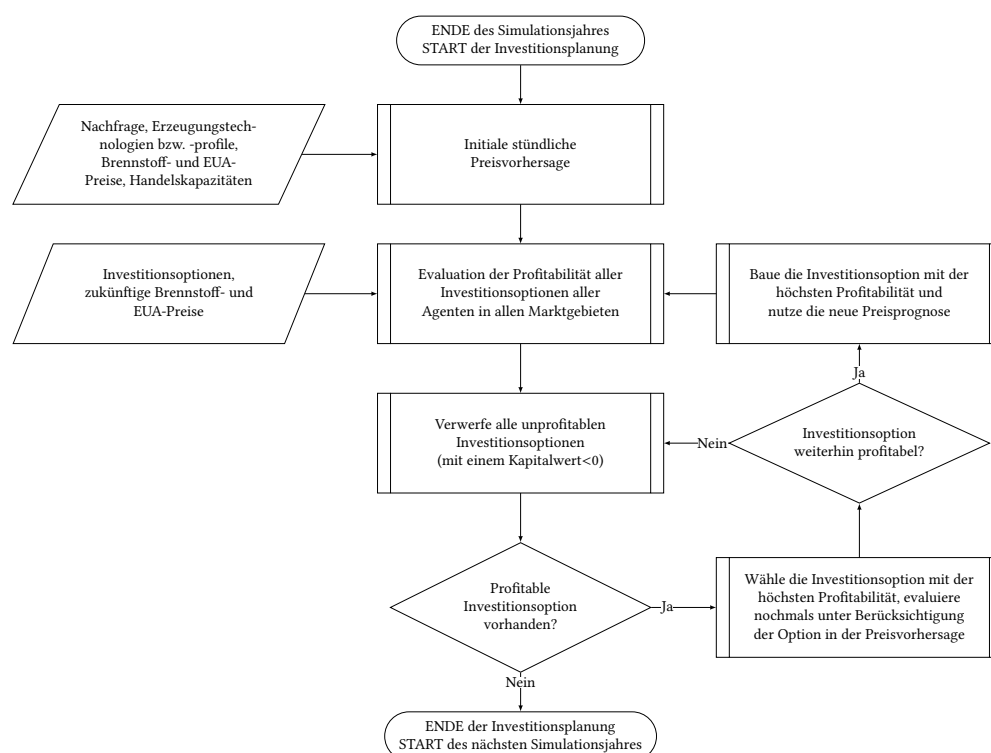 ENDE des Simulationsjahres
START der Investitionsplanung
Nachfrage, Erzeugungstech-
nologien bzw. -profile,
Brennstoff- und EUA-
Preise, Handelskapazitäten
Initiale stündliche
Preisvorhersage
Investitionsoptionen,
zukünftige Brennstoff- und
EUA-Preise
Evaluation der Profitabilität aller
Investitionsoptionen aller
Agenten in allen Marktgebieten
Baue die Investitionsoption mit der
höchsten Profitabilität und
nutze die neue Preisprognose
Ja
Verwerfe alle unprofitablen
Investitionsoptionen
(mit einem Kapitalwert<0)
Nein
Investitionsoption
weiterhin profitabel?
Profitable
Investitionsoption
vorhanden?
Ja
Wähle die Investitionsoption mit der
höchsten Profitabilität, evaluiere
nochmals unter Berücksichtigung
der Option in der Preisvorhersage
Nein
ENDE der Investitionsplanung
START des nächsten Simulationsjahres